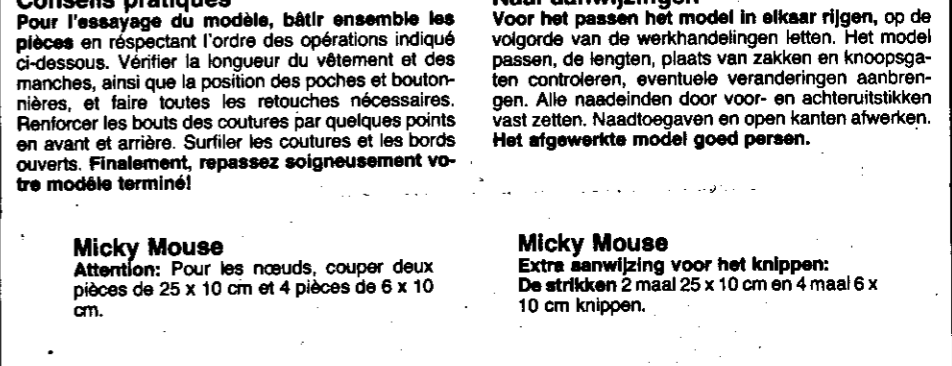 Conseils pratiques
Pour l'essayage du modèle, bâtir ensemble les
pièces en réspectant l'ordre des opérations indiqué
ci-dessous. Vérifier la longueur du vêtement et des
manches, ainsi que la position des poches et bouton-
nières, et faire toutes les retouches nécessaires.
Renforcer les bouts des coutures par quelques points
en avant et arrière. Surfiler les coutures et les bords
ouverts. Finalement, repassez soigneusement vo-
tre modèle terminé!
Micky Mouse
Attention: Pour les nœuds, couper deux
pièces de 25 x 10 cm et 4 pièces de 6 x 10
cm.
Naai aanwijzingen
Voor het passen het model in elkaar rijgen, op de
volgorde van de werkhandelingen letten. Het model
passen, de lengten, plaats van zakken en knoopsga-
ten controleren, eventuele veranderingen aanbren-
gen. Alle naadeinden door voor- en achteruitstikken
vast zetten. Naadtoegaven en open kanten afwerken.
Het afgewerkte model goed persen.
Micky Mouse
Extra aanwijzing voor het knippen:
De strikken 2 maal 25 x 10 cm en 4 maal 6 x
10 cm knippen.